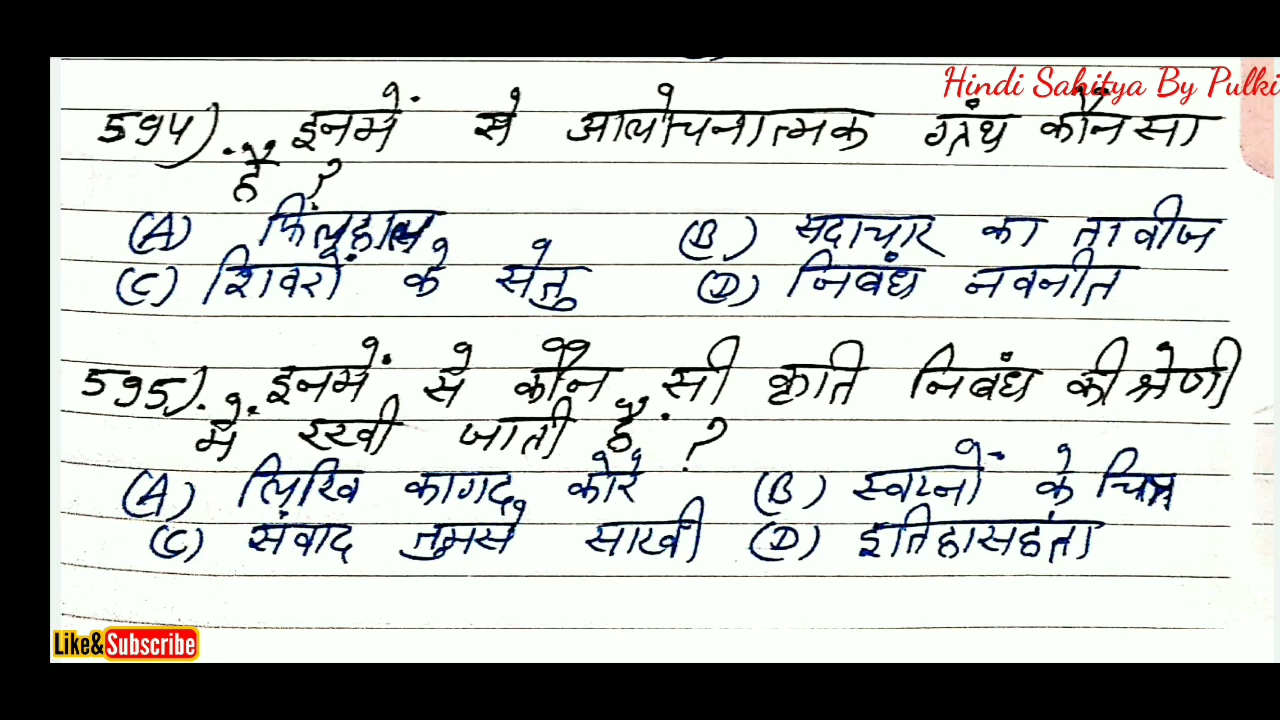 Hindi Sahitya By Pulki
594). इनमें से आलोचनात्मक ग्रंथ कौनसा
है ?
(A) फिलहाल (B) सदाचार का तावीज
(C) शिवरों के सेतु (D) निबंध नवनीत
595). इनमें से कौन सी कृति निबंध की श्रेणी
में रखी जाती है ?
(A) लिखि कागद कोरे (B) स्वप्नों के चित्र
(C) संवाद तुमसे साखी (D) इतिहासहंता
Like& Subscribe